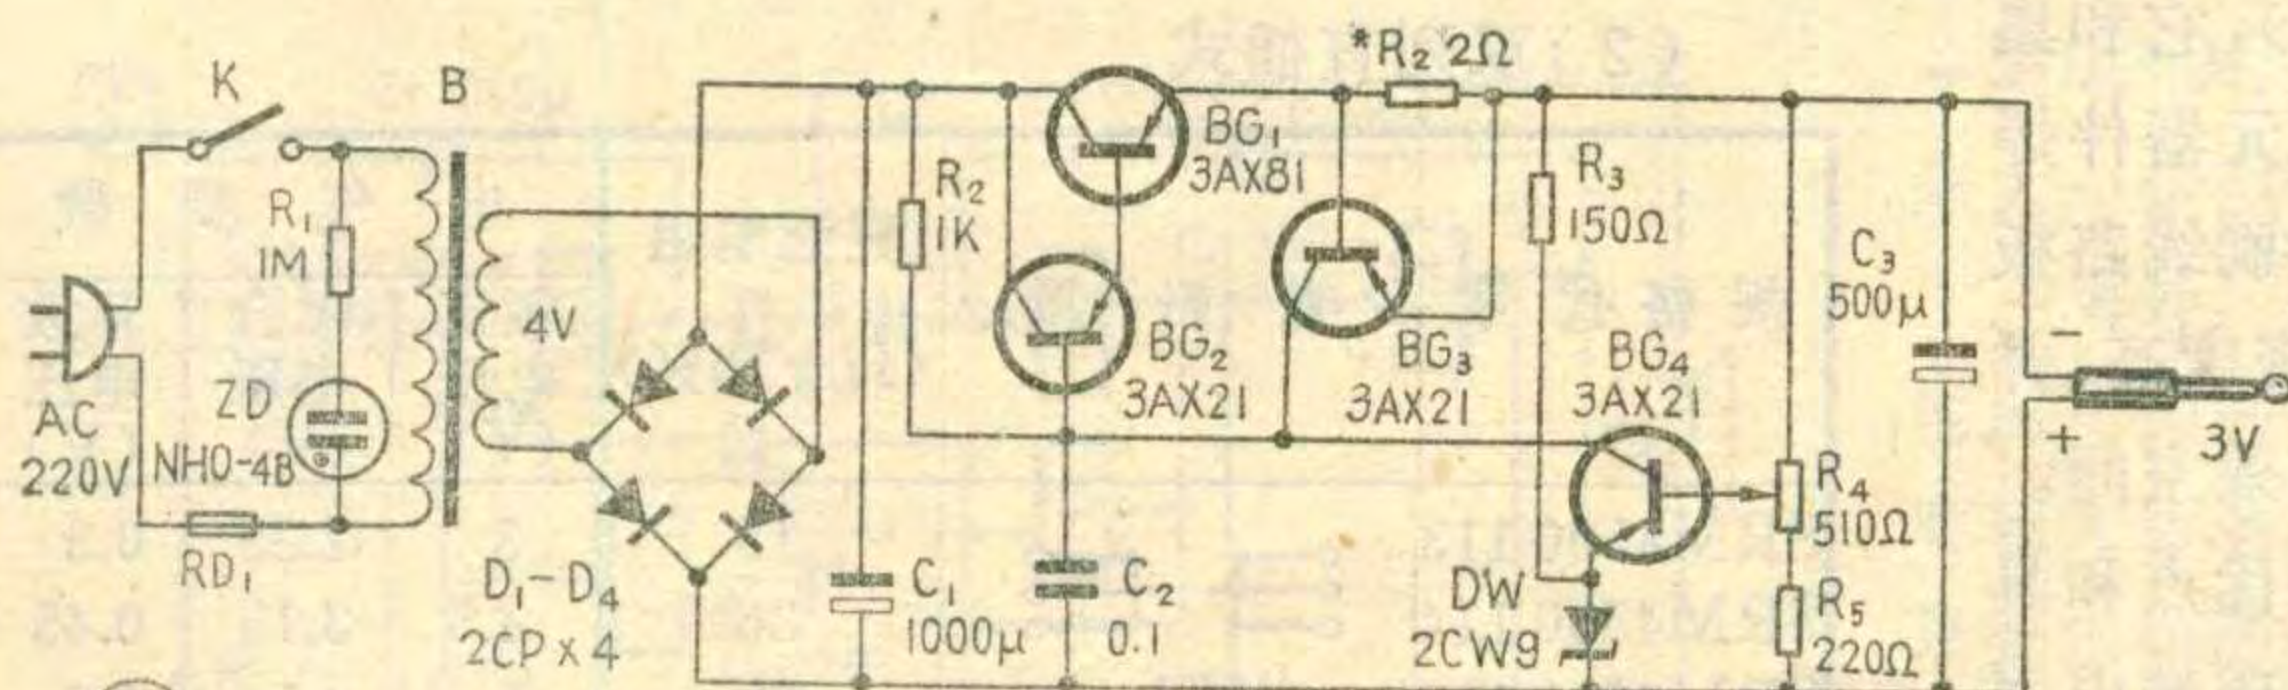 K
B
R₁
1M
ZD
NHO-4B
AC
220V
RD₁
4V
D₁-D₄
2CP×4
R₂
1K
C₁
1000μ
C₂
0.1
BG₁
3AX81
BG₂
3AX21
*R₂ 2Ω
BG₃
3AX21
R₃
150Ω
BG₄
3AX21
DW
2CW9
R₄
510Ω
R₅
220Ω
C₃
500μ
−
+
3V